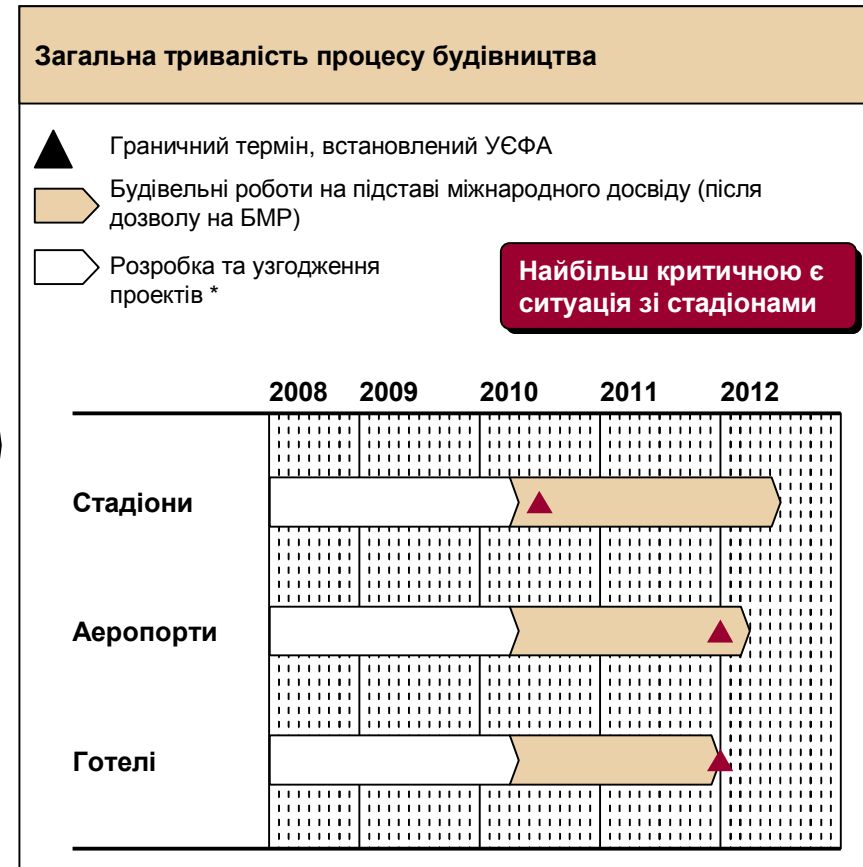 Загальна тривалість процесу будівництва
Граничний термін, встановлений УЄФА
Будівельні роботи на підставі міжнародного досвіду (після
дозволу на БМР)
Розробка та узгодження
проектів *
Найбільш критичною є
ситуація зі стадіонами
2008 2009 2010 2011 2012
Стадіони
Аеропорти
Готелі